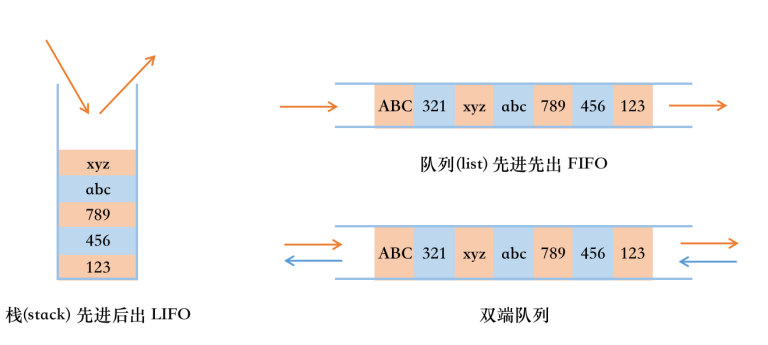 xyz
abc
789
456
123
栈(stack) 先进后出 LIFO
ABC 321 xyz abc 789 456 123
队列(list) 先进先出 FIFO
ABC 321 xyz abc 789 456 123
双端队列